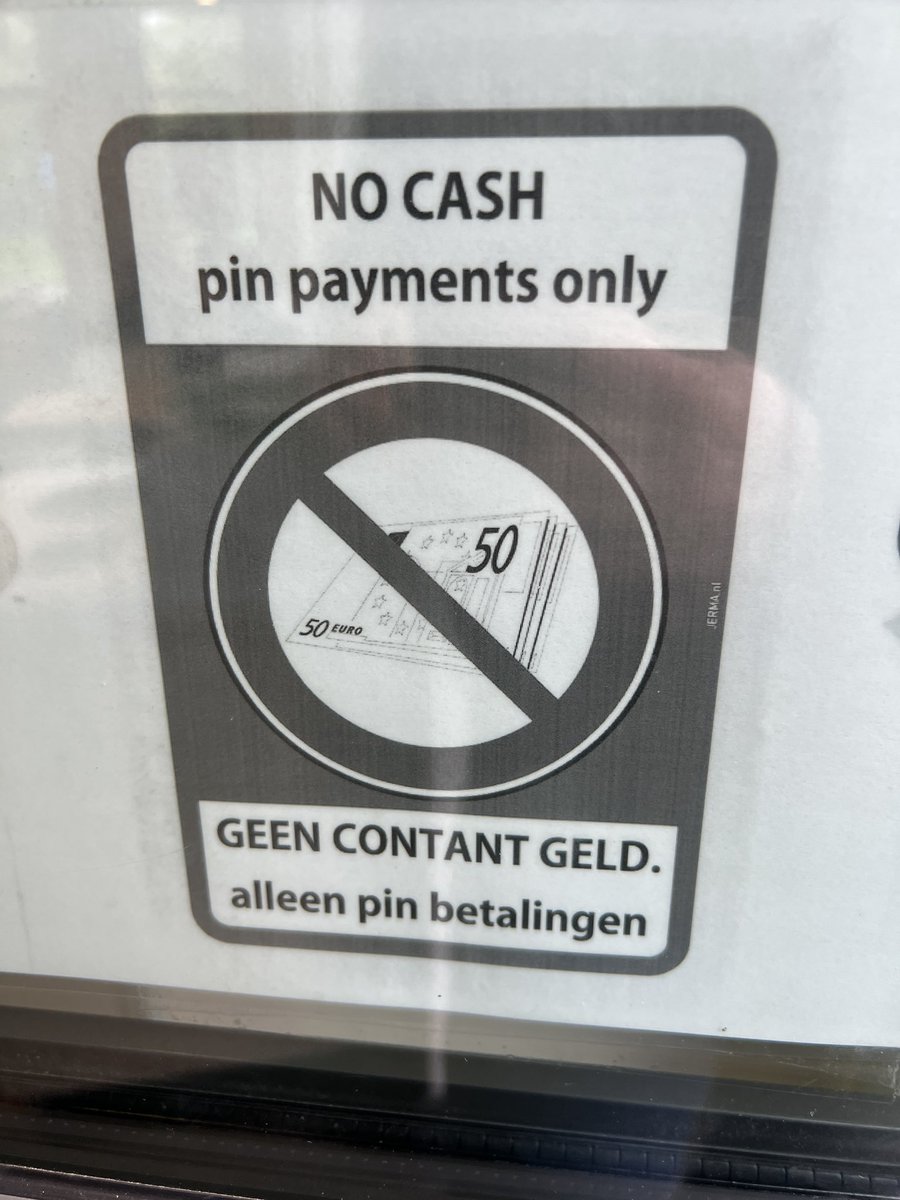 NO CASH
pin payments only
50
50 EURO
JERMA.nl
GEEN CONTANT GELD.
alleen pin betalingen